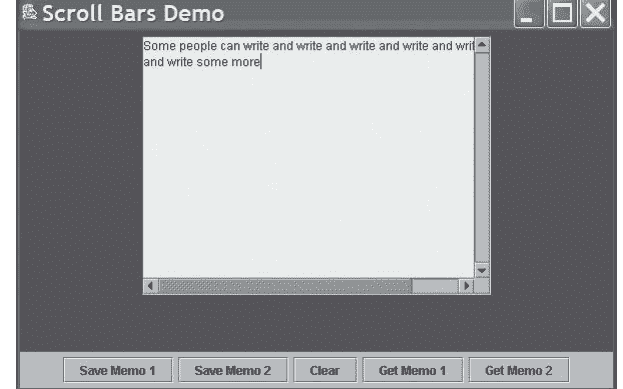 Scroll Bars Demo
Some people can write and write and write and write and writ
and write some more
Save Memo 1 Save Memo 2 Clear Get Memo 1 Get Memo 2